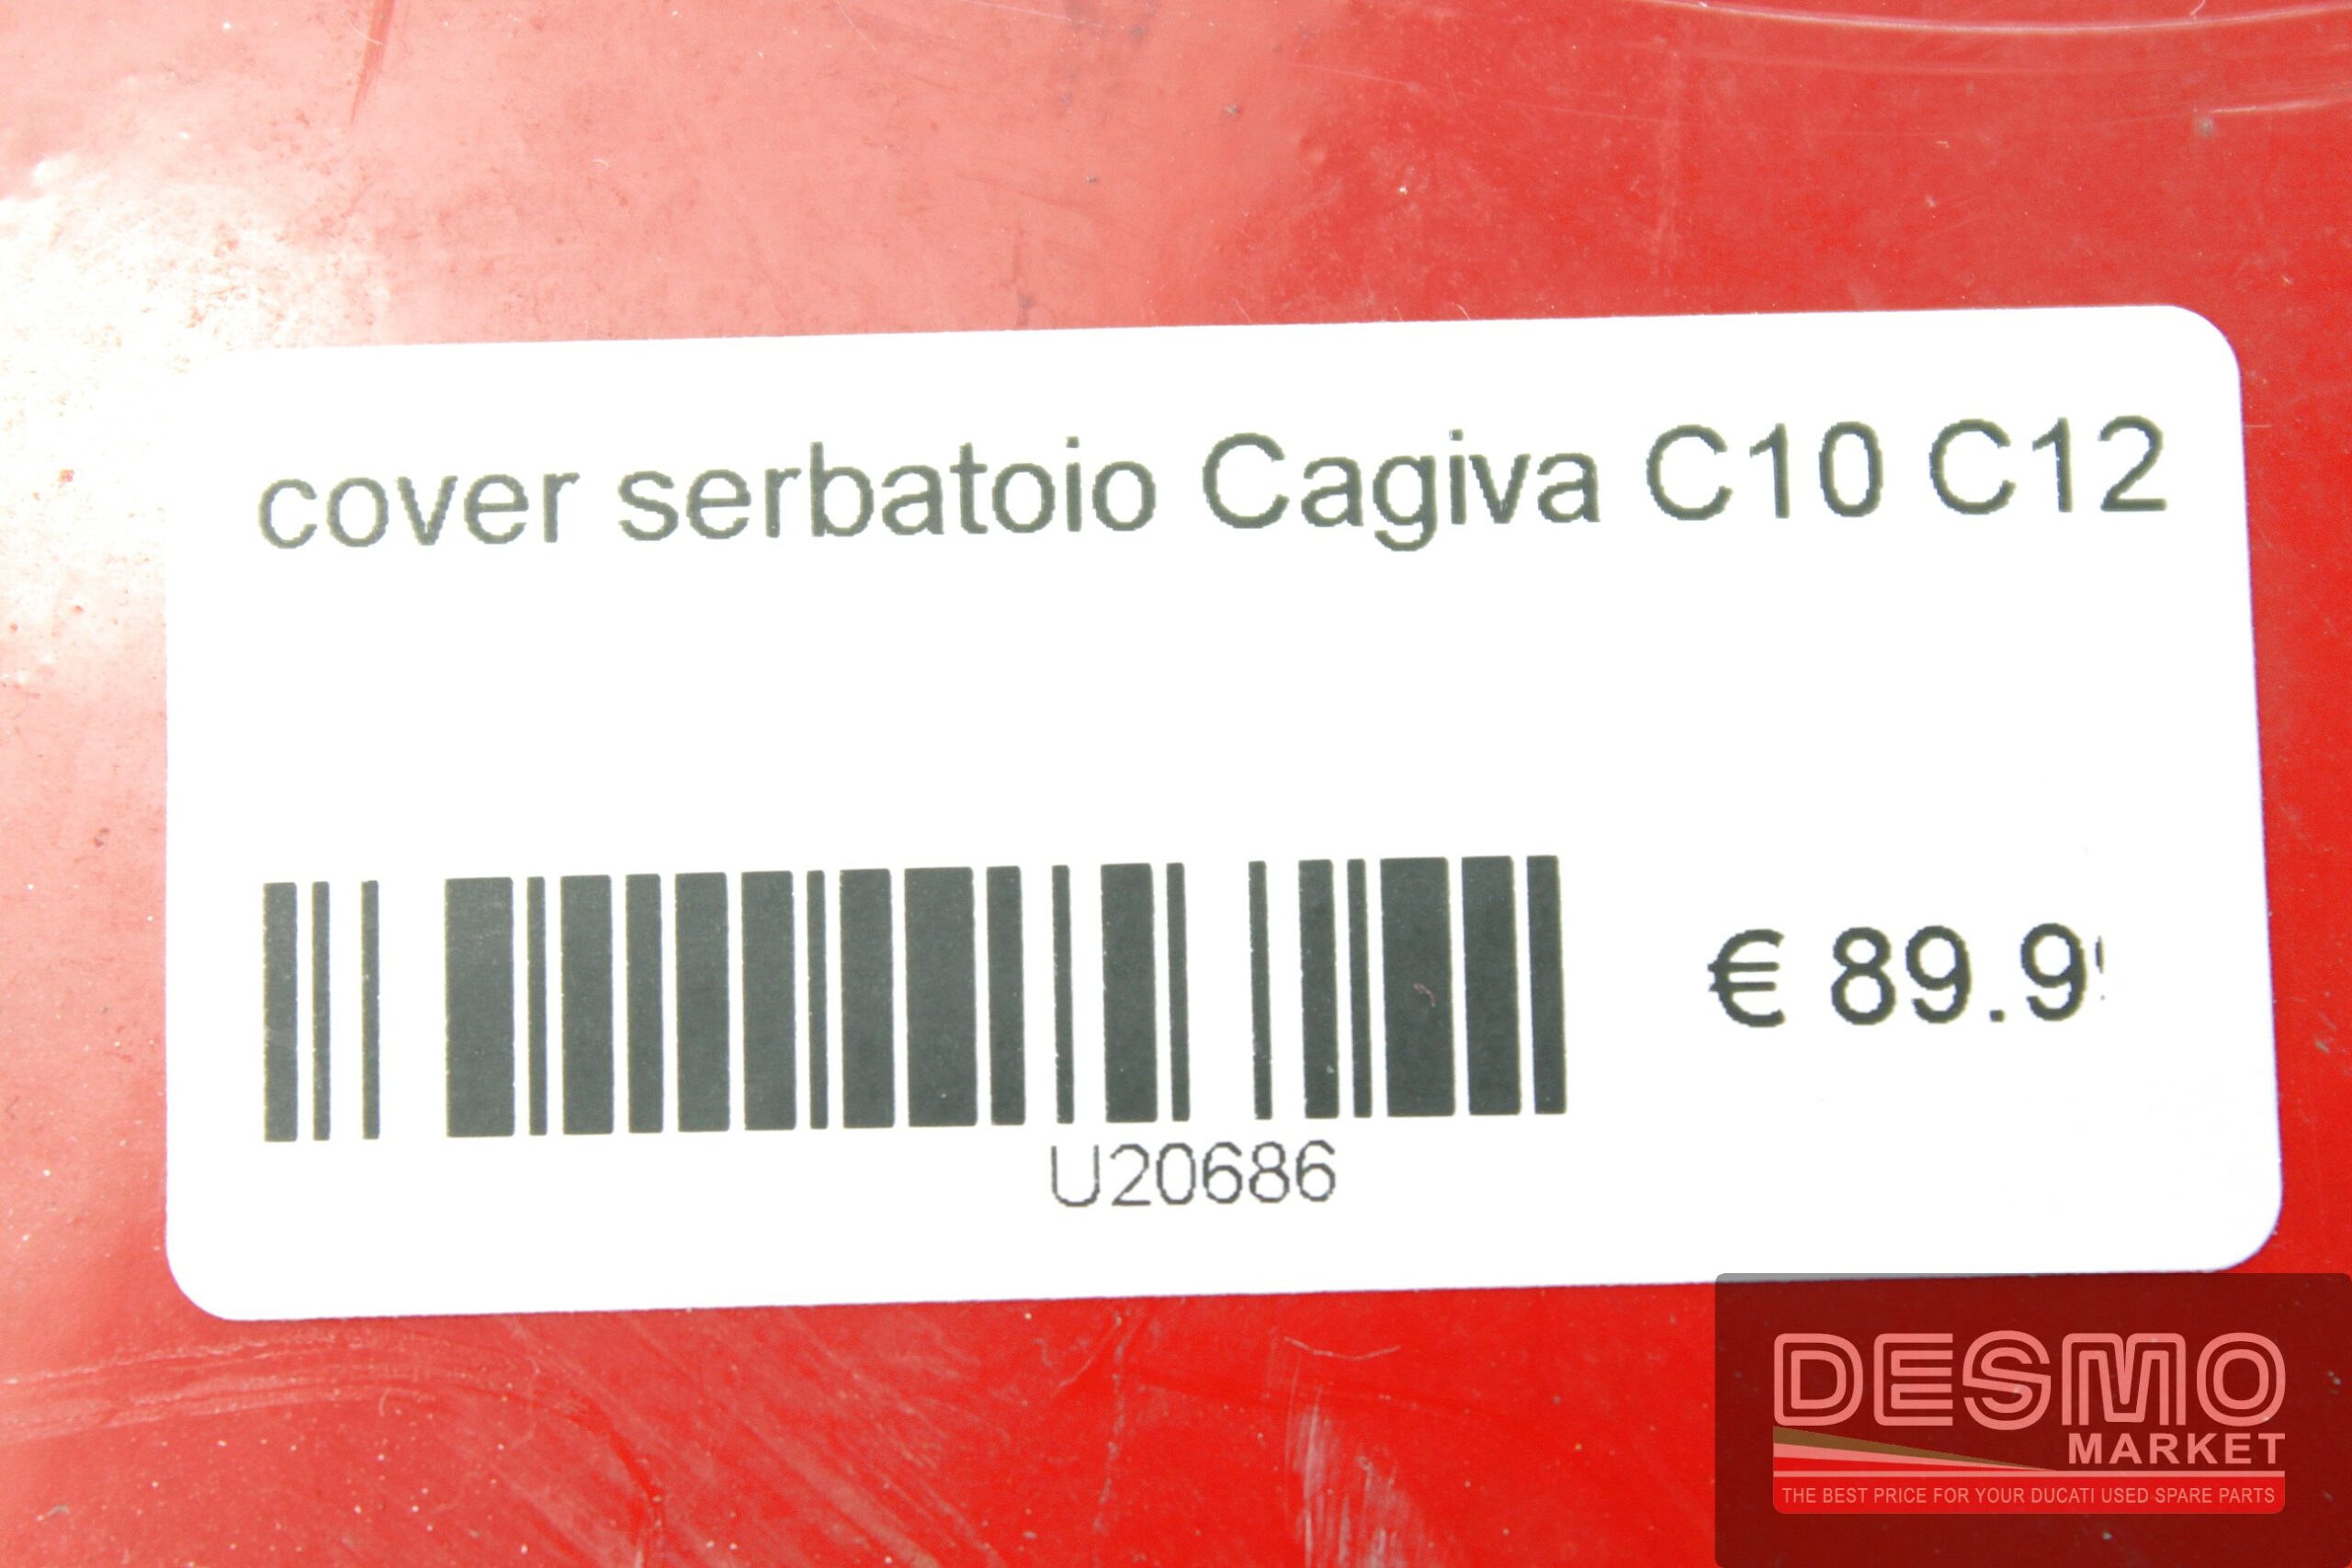 cover serbatoio Cagiva C10 C12
€ 89.9
U20686
DESMO
MARKET
THE BEST PRICE FOR YOUR DUCATI USED SPARE PARTS